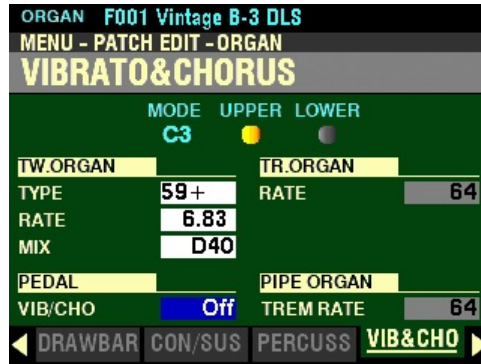 ORGAN F001 Vintage B-3 DLS
MENU - PATCH EDIT - ORGAN
VIBRATO&CHORUS
MODE UPPER LOWER
C3
TW.ORGAN TR.ORGAN
TYPE 59+ RATE 64
RATE 6.83
MIX D40
PEDAL PIPE ORGAN
VIB/CHO Off TREM RATE 64
DRAWBAR CON/SUS PERCUSS VIB&CHO